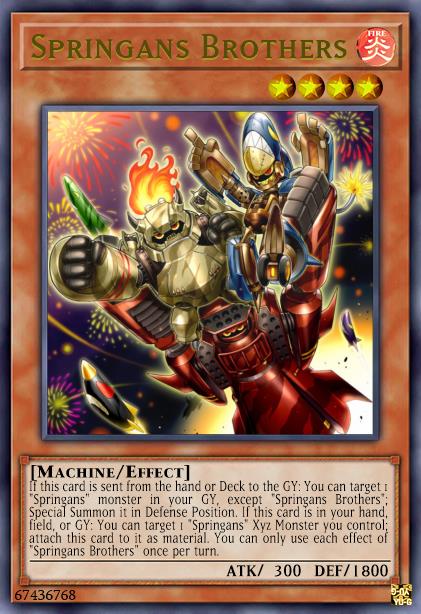 Springans Brothers
FIRE
炎
[Machine/Effect]
If this card is sent from the hand or Deck to the GY: You can target 1
"Springans" monster in your GY, except "Springans Brothers";
Special Summon it in Defense Position. If this card is in your hand,
field, or GY: You can target 1 "Springans" Xyz Monster you control;
attach this card to it as material. You can only use each effect of
"Springans Brothers" once per turn.
ATK/ 300 DEF/1800
67436768